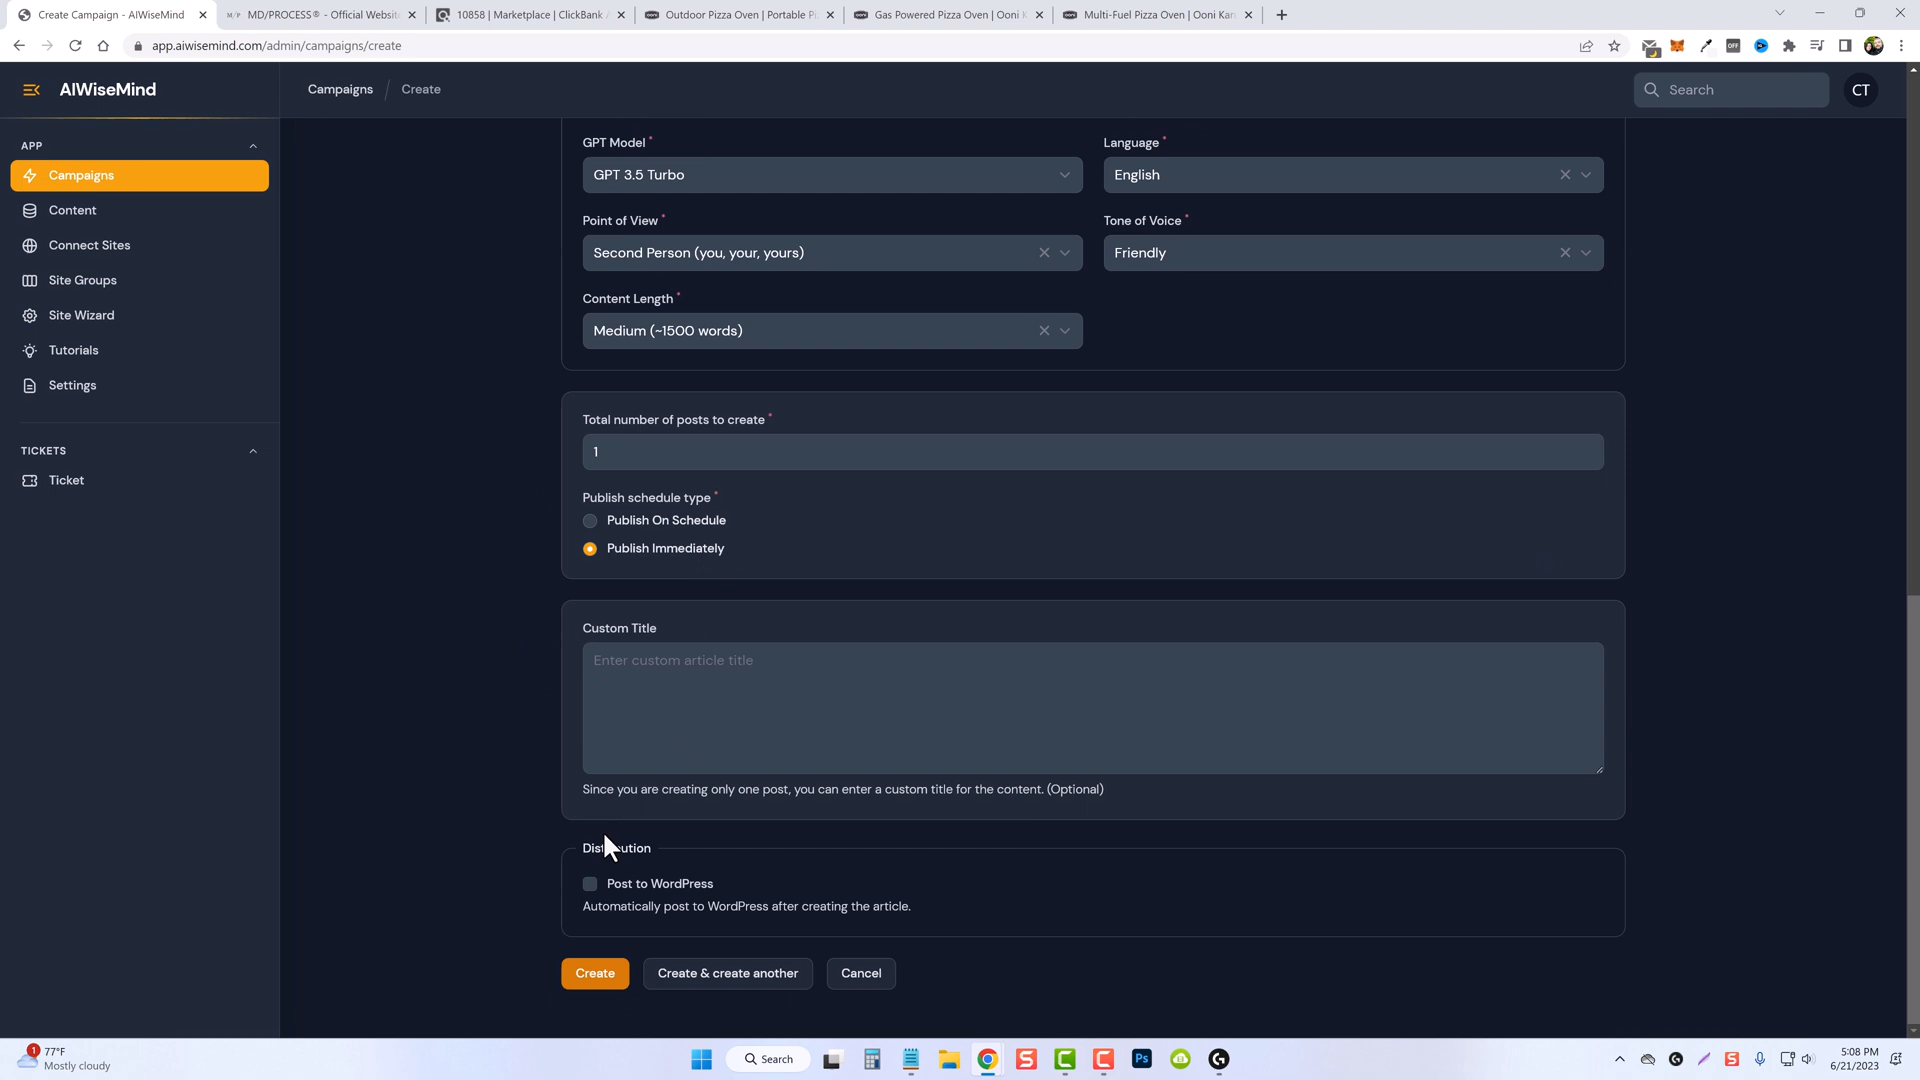 Create Campaign - AIWiseMind
MD/PROCESS® - Official Website
10858 | Marketplace | ClickBank
Outdoor Pizza Oven | Portable Pi
Gas Powered Pizza Oven | Ooni K
Multi-Fuel Pizza Oven | Ooni Kar
app.aiwisemind.com/admin/campaigns/create
AIWiseMind
Campaigns / Create
Search
CT
APP
Campaigns
Content
Connect Sites
Site Groups
Site Wizard
Tutorials
Settings
TICKETS
Ticket
GPT Model *
Language *
GPT 3.5 Turbo
English
Point of View *
Tone of Voice *
Second Person (you, your, yours)
Friendly
Content Length *
Medium (~1500 words)
Total number of posts to create *
1
Publish schedule type *
Publish On Schedule
Publish Immediately
Custom Title
Enter custom article title
Since you are creating only one post, you can enter a custom title for the content. (Optional)
Post to WordPress
Automatically post to WordPress after creating the article.
Create
Create & create another
Cancel
1
77°F
Mostly cloudy
Search
Ps
5:08 PM
6/21/2023